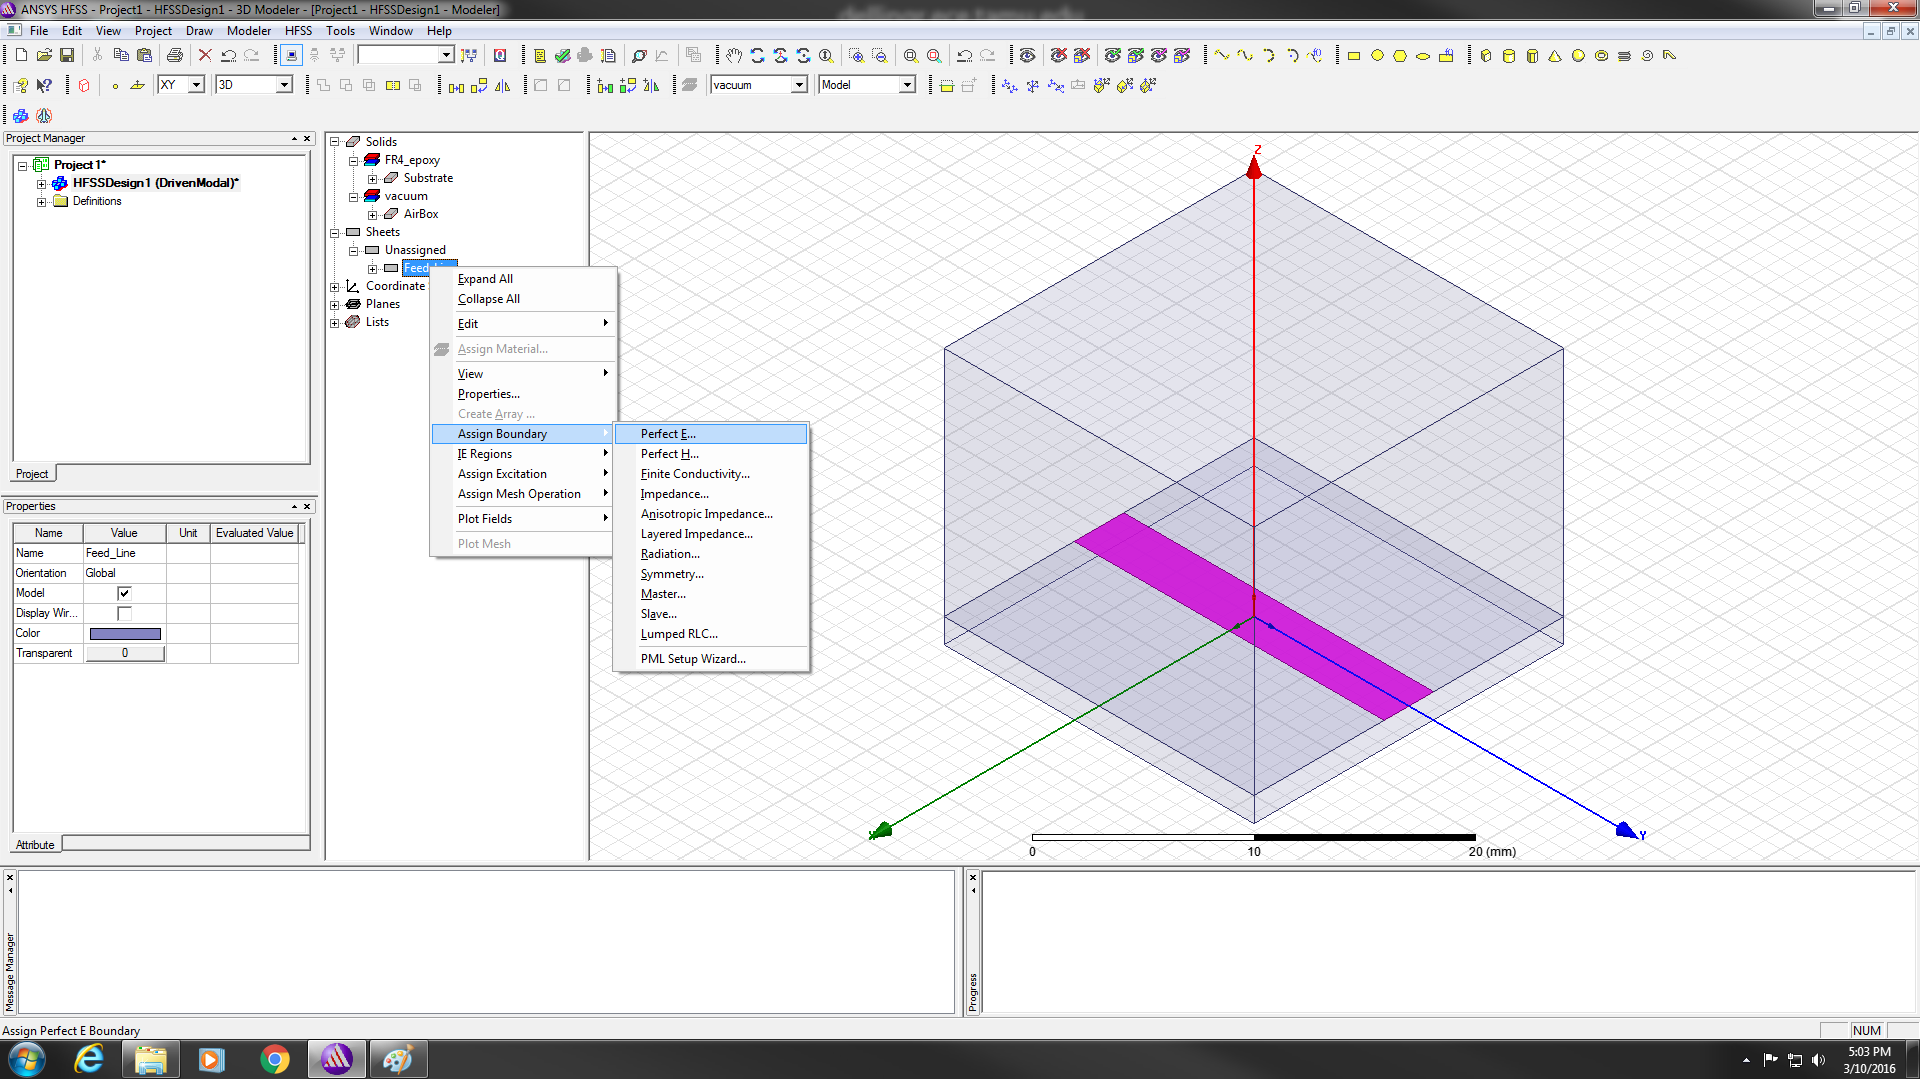 ANSYS HFSS - Project1 - HFSSDesign1 - 3D Modeler - [Project1 - HFSSDesign1 - Modeler]
File Edit View Project Draw Modeler HFSS Tools Window Help
XY 3D vacuum Model
Project Manager
Project1*
HFSSDesign1 (DrivenModal)*
Definitions
Project
Properties
Name Value Unit Evaluated Value
Name Feed_Line
Orientation Global
Model
Display Wir...
Color
Transparent 0
Attribute
Solids
FR4_epoxy
Substrate
vacuum
AirBox
Sheets
Unassigned
Coordinate
Planes
Lists
Expand All
Collapse All
Edit
Assign Material...
View
Properties...
Create Array ...
Assign Boundary
IE Regions
Assign Excitation
Assign Mesh Operation
Plot Fields
Plot Mesh
Perfect E...
Perfect H...
Finite Conductivity...
Impedance...
Anisotropic Impedance...
Layered Impedance...
Radiation...
Symmetry...
Master...
Slave...
Lumped RLC...
PML Setup Wizard...
Z
Y
0 10 20 (mm)
Message Manager
Progress
Assign Perfect E Boundary
NUM
5:03 PM
3/10/2016